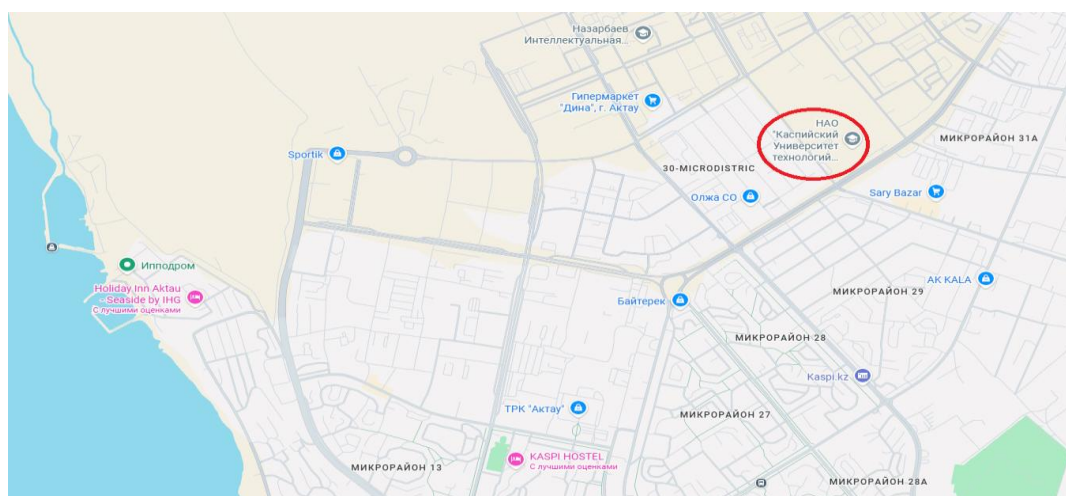 Назарбаев
Интеллектуальная...
Гипермаркет
"Дина", г. Актау
НАО
"Каспийский
Университет
технологий...
МИКРОРАЙОН 31А
Sportik
30-MICRODISTRIC
Олжа СО
Sary Bazar
Ипподром
Holiday Inn Aktau
- Seaside by IHG
С лучшими оценками
AK KALA
МИКРОРАЙОН 29
Байтерек
МИКРОРАЙОН 28
Kaspi.kz
ТРК "Актау"
МИКРОРАЙОН 27
KASPI HOSTEL
С лучшими оценками
МИКРОРАЙОН 13
МИКРОРАЙОН 28А